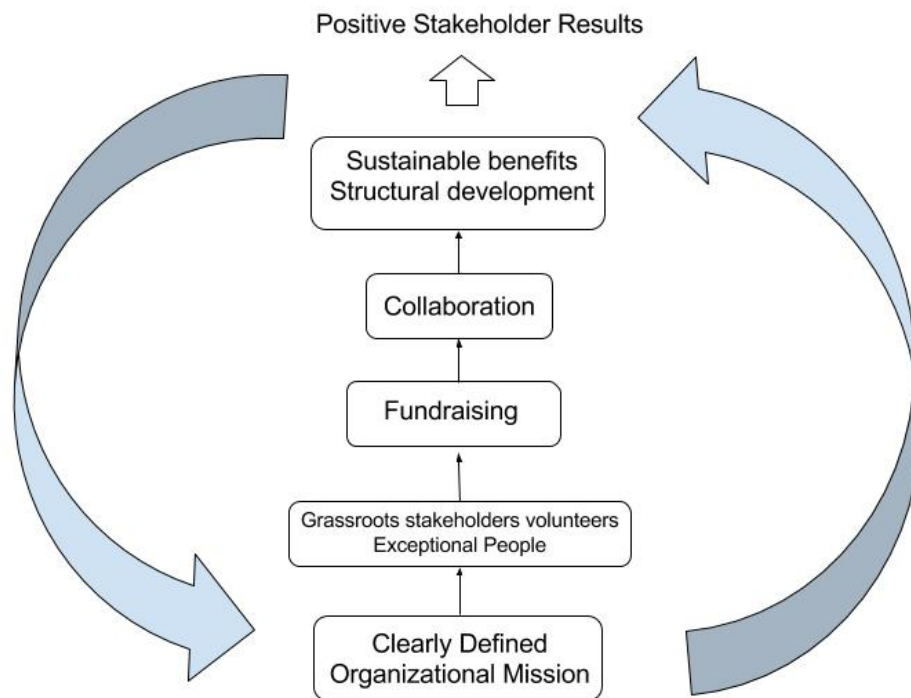 Positive Stakeholder Results
Sustainable benefits
Structural development
Collaboration
Fundraising
Grassroots stakeholders volunteers
Exceptional People
Clearly Defined
Organizational Mission